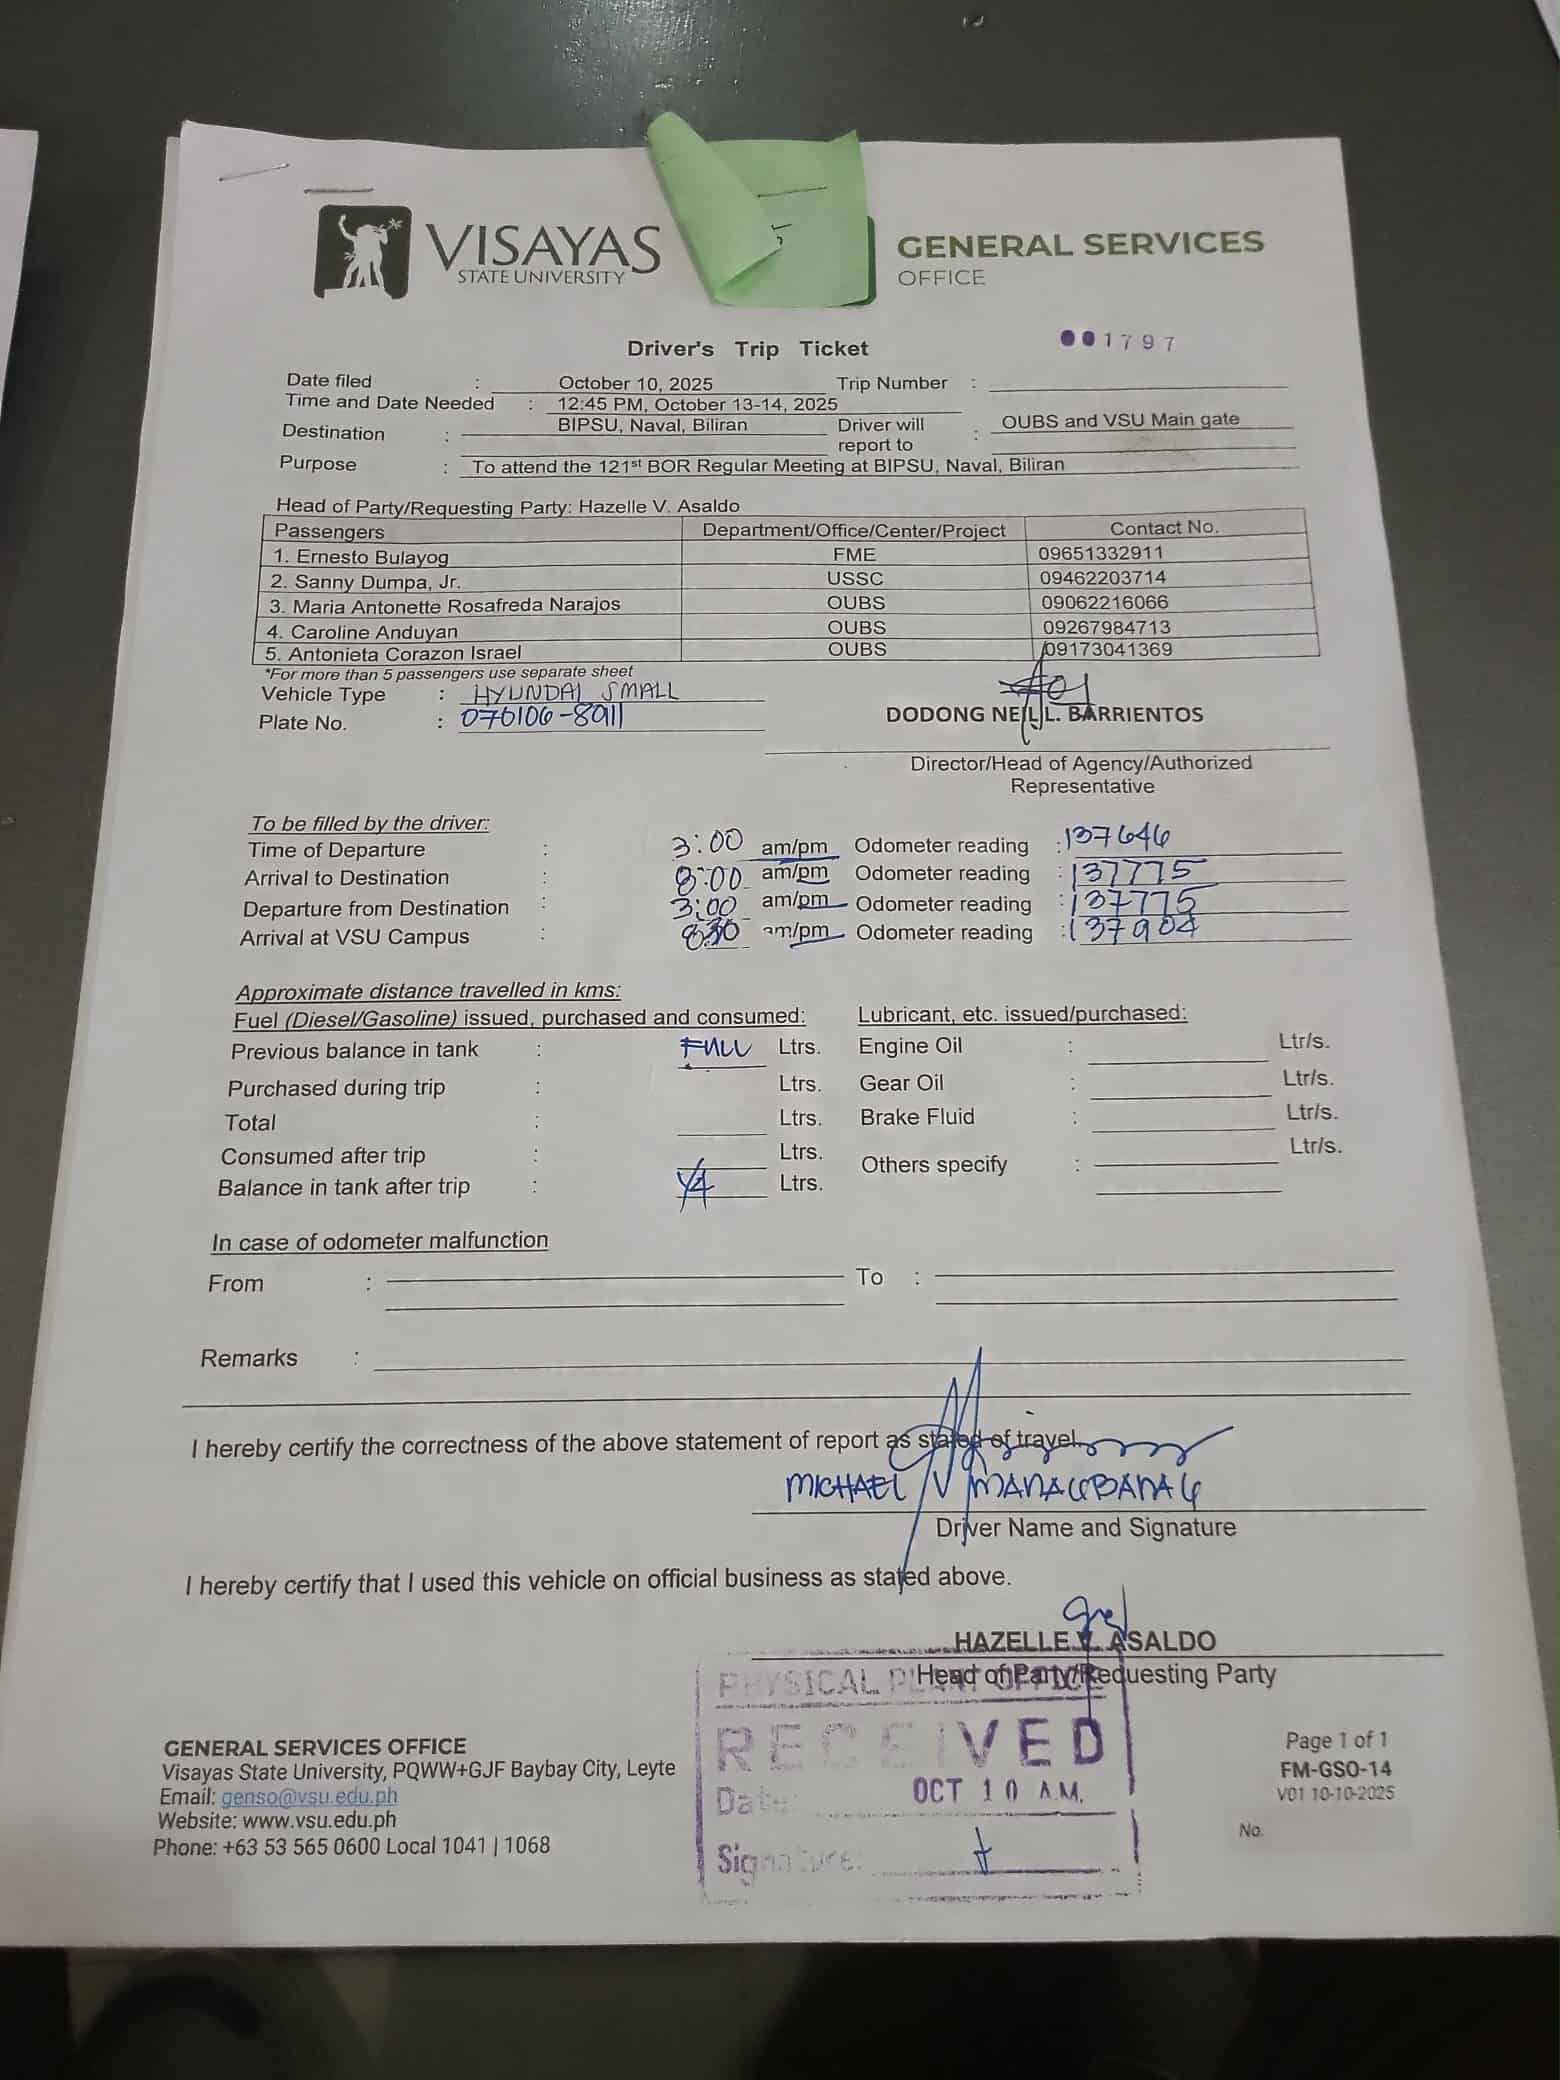 VISAYAS
STATE UNIVERSITY
GENERAL SERVICES
OFFICE
001797
Driver's Trip Ticket
Date filed : October 10, 2025 Trip Number :
Time and Date Needed : 12:45 PM, October 13-14, 2025
Destination : BIPSU, Naval, Biliran Driver will report to : OUBS and VSU Main gate
Purpose : To attend the 121st BOR Regular Meeting at BIPSU, Naval, Biliran
Head of Party/Requesting Party: Hazelle V. Asaldo
Passengers Department/Office/Center/Project Contact No.
1. Ernesto Bulayog FME 09651332911
2. Sanny Dumpa, Jr. USSC 09462203714
3. Maria Antonette Rosafreda Narajos OUBS 09062216066
4. Caroline Anduyan OUBS 09267984713
5. Antonieta Corazon Israel OUBS 09173041369
*For more than 5 passengers use separate sheet
Vehicle Type : HYUNDAI SMALL
Plate No. : 076106-8911
DODONG NEIL L. BARRIENTOS
Director/Head of Agency/Authorized
Representative
To be filled by the driver:
Time of Departure : 3:00 am/pm Odometer reading : 137646
Arrival to Destination : 8:00 am/pm Odometer reading : 137775
Departure from Destination : 3:00 am/pm Odometer reading : 137775
Arrival at VSU Campus : 8:30 am/pm Odometer reading : 137904
Approximate distance travelled in kms:
Fuel (Diesel/Gasoline) issued, purchased and consumed: Lubricant, etc. issued/purchased:
Previous balance in tank : FULL Ltrs. Engine Oil : Ltr/s.
Purchased during trip : Ltrs. Gear Oil : Ltr/s.
Total : Ltrs. Brake Fluid : Ltr/s.
Consumed after trip : Ltrs. Others specify : Ltr/s.
Balance in tank after trip : 1/4 Ltrs.
In case of odometer malfunction
From : To :
Remarks :
I hereby certify the correctness of the above statement of report as stated of travel.
MICHAEL V MANAGBANAG
Driver Name and Signature
I hereby certify that I used this vehicle on official business as stated above.
HAZELLE V. ASALDO
Head of Party/Requesting Party
PHYSICAL PLANT OFFICE
RECEIVED
Date: OCT 10 A.M.
Signature:
GENERAL SERVICES OFFICE
Visayas State University, PQWW+GJF Baybay City, Leyte
Email: genso@vsu.edu.ph
Website: www.vsu.edu.ph
Phone: +63 53 565 0600 Local 1041 | 1068
Page 1 of 1
FM-GSO-14
V01 10-10-2025
No.